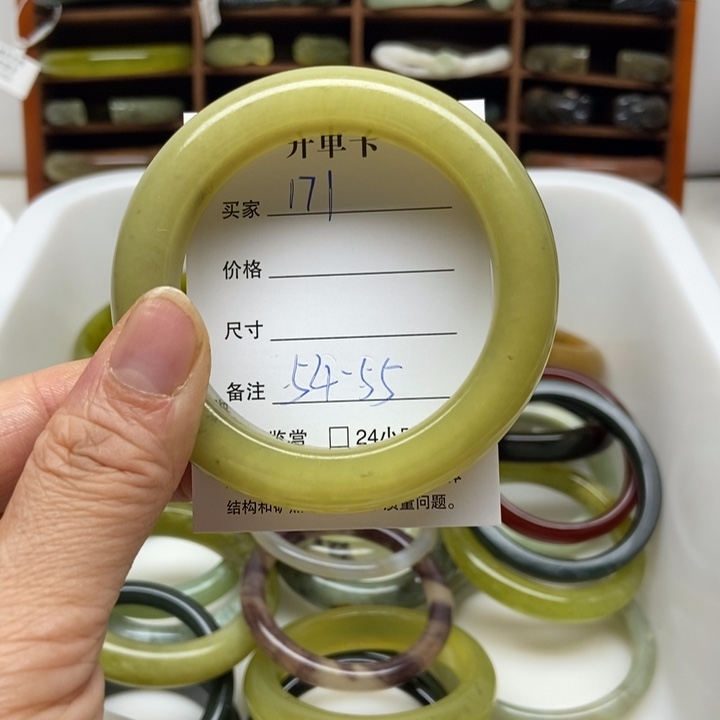 开单卡
买家 171
价格
尺寸
备注 54-55
鉴赏 □ 24小
结构和矿 质量问题。